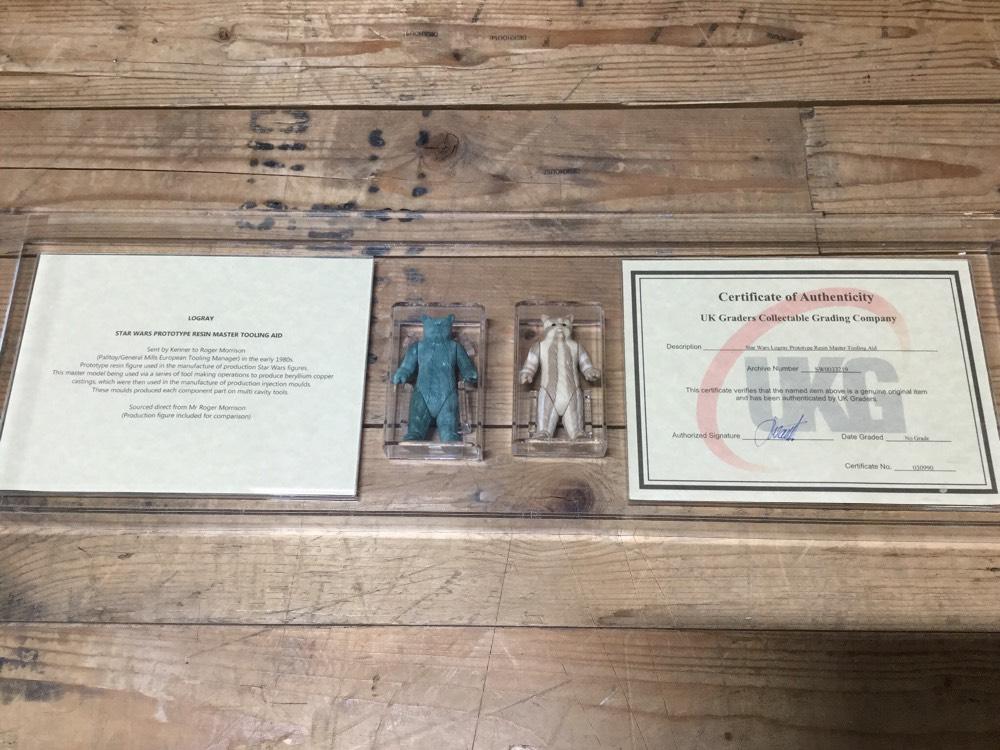 LOGRAY
STAR WARS PROTOTYPE RESIN MASTER TOOLING AID
Sent by Kenner to Roger Morrison
(Palitoy/General Mills European Tooling Manager) in the early 1980s.
Prototype resin figure used in the manufacture of production Star Wars figures.
This master model being used via a series of tool making operations to produce beryllium copper
castings, which were then used in the manufacture of production injection moulds.
These moulds produced each component part on multi cavity tools.
Sourced direct from Mr Roger Morrison
(Production figure included for comparison)
Certificate of Authenticity
UK Graders Collectable Grading Company
Description Star Wars Logray Prototype Resin Master Tooling Aid
Archive Number SW0033219
This certificate verifies that the named item above is a genuine original item
and has been authenticated by UK Graders.
UKG
Authorized Signature Date Graded No Grade
Certificate No. 030990